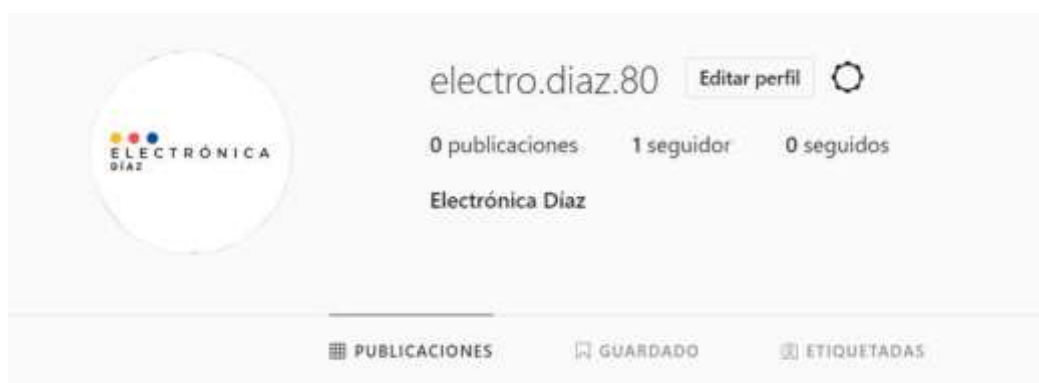 ELECTRÓNICA
DÍAZ
electro.diaz.80 Editar perfil
0 publicaciones 1 seguidor 0 seguidos
Electrónica Díaz
PUBLICACIONES GUARDADO ETIQUETADAS